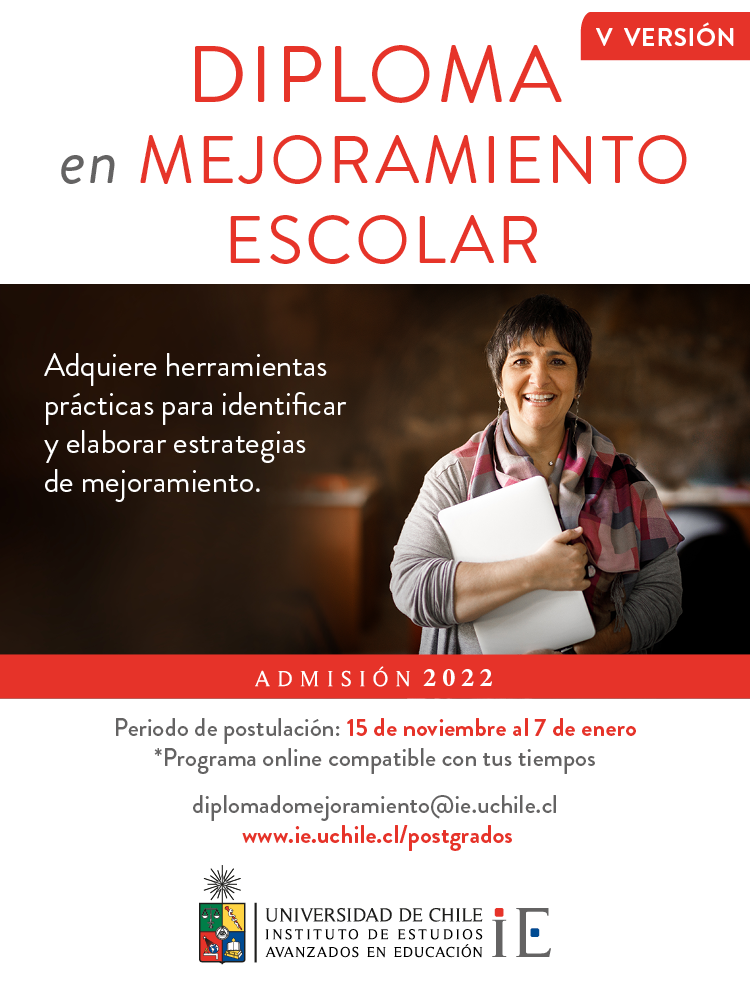 V VERSIÓN
DIPLOMA
en MEJORAMIENTO
ESCOLAR
Adquiere herramientas
prácticas para identificar
y elaborar estrategias
de mejoramiento.
ADMISIÓN 2022
Periodo de postulación: 15 de noviembre al 7 de enero
*Programa online compatible con tus tiempos
diplomadomejoramiento@ie.uchile.cl
www.ie.uchile.cl/postgrados
UNIVERSIDAD DE CHILE
INSTITUTO DE ESTUDIOS
AVANZADOS EN EDUCACIÓN
iE